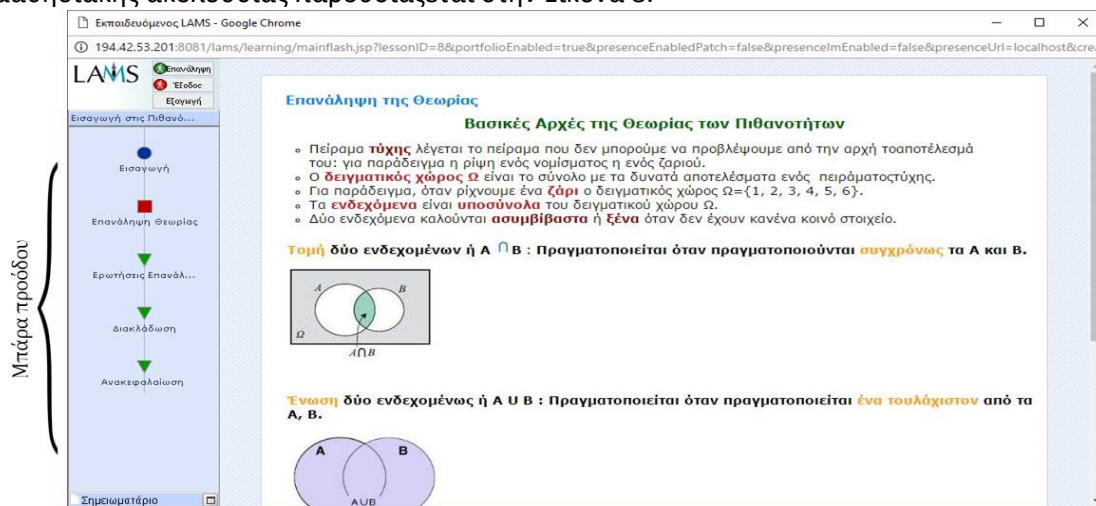 μαθησιακής ακολουθίας παρουσιάζεται στην Εικόνα 8.
Εκπαιδευόμενος LAMS - Google Chrome
194.42.53.201:8081/lams/learning/mainflash.jsp?lessonID=8&portfolioEnabled=true&presenceEnabledPatch=false&presenceImEnabled=false&presenceUrl=localhost&crea
LAMS
Επανάληψη
Έξοδος
Εξαγωγή
Εισαγωγή στις Πιθανό...
Εισαγωγή
Επανάληψη Θεωρίας
Ερωτήσεις Επανάλ...
Διακλάδωση
Ανακεφαλαίωση
Σημειωματάριο
Μπάρα προόδου
Επανάληψη της Θεωρίας
Βασικές Αρχές της Θεωρίας των Πιθανοτήτων
Πείραμα τύχης λέγεται το πείραμα που δεν μπορούμε να προβλέψουμε από την αρχή τοαποτέλεσμά
του: για παράδειγμα η ρίψη ενός νομίσματος η ενός ζαριού.
Ο δειγματικός χώρος Ω είναι το σύνολο με τα δυνατά αποτελέσματα ενός πειράματοςτύχης.
Για παράδειγμα, όταν ρίχνουμε ένα ζάρι ο δειγματικός χώρος Ω={1, 2, 3, 4, 5, 6}.
Τα ενδεχόμενα είναι υποσύνολα του δειγματικού χώρου Ω.
Δύο ενδεχόμενα καλούνται ασυμβίβαστα ή ξένα όταν δεν έχουν κανένα κοινό στοιχείο.
Τομή δύο ενδεχομένων ή Α ∩ Β : Πραγματοποιείται όταν πραγματοποιούνται συγχρόνως τα Α και Β.
A B
Ω
A∩B
Ένωση δύο ενδεχομένως ή Α U Β : Πραγματοποιείται όταν πραγματοποιείται ένα τουλάχιστον από τα
Α, Β.
A B
AUB